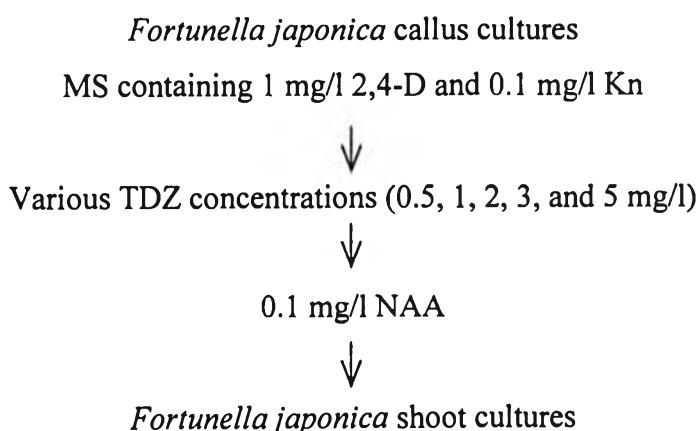 Fortunella japonica callus cultures
MS containing 1 mg/l 2,4-D and 0.1 mg/l Kn
Various TDZ concentrations (0.5, 1, 2, 3, and 5 mg/l)
0.1 mg/l NAA
Fortunella japonica shoot cultures